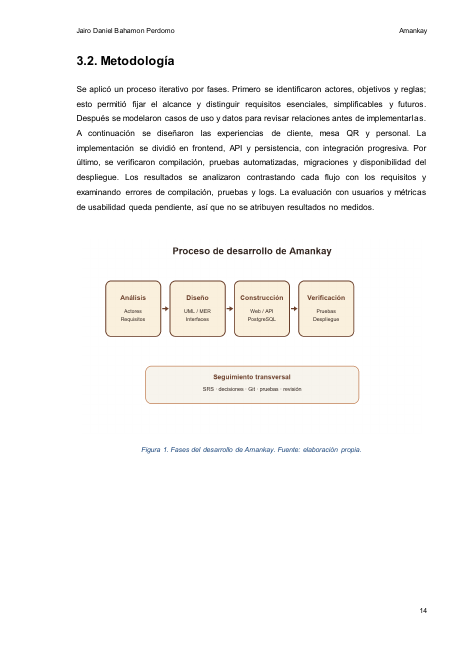 Jairo Daniel Bahamon Perdomo Amankay
3.2. Metodología
Se aplicó un proceso iterativo por fases. Primero se identificaron actores, objetivos y reglas;
esto permitió fijar el alcance y distinguir requisitos esenciales, simplificables y futuros.
Después se modelaron casos de uso y datos para revisar relaciones antes de implementarlas.
A continuación se diseñaron las experiencias de cliente, mesa QR y personal. La
implementación se dividió en frontend, API y persistencia, con integración progresiva. Por
último, se verificaron compilación, pruebas automatizadas, migraciones y disponibilidad del
despliegue. Los resultados se analizaron contrastando cada flujo con los requisitos y
examinando errores de compilación, pruebas y logs. La evaluación con usuarios y métricas
de usabilidad queda pendiente, así que no se atribuyen resultados no medidos.
Proceso de desarrollo de Amankay
Análisis
Actores
Requisitos
Diseño
UML / MER
Interfaces
Construcción
Web / API
PostgreSQL
Verificación
Pruebas
Despliegue
Seguimiento transversal
SRS · decisiones · Git · pruebas · revisión
Figura 1. Fases del desarrollo de Amankay. Fuente: elaboración propia.
14